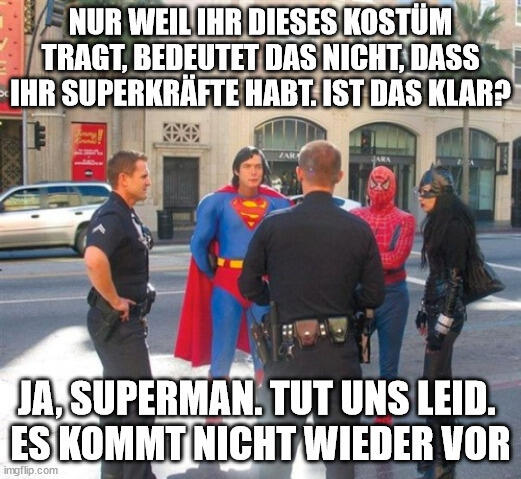 NUR WEIL IHR DIESES KOSTÜM
TRAGT, BEDEUTET DAS NICHT, DASS
IHR SUPERKRÄFTE HABT. IST DAS KLAR?
ZARA
ZARA
JA, SUPERMAN. TUT UNS LEID.
ES KOMMT NICHT WIEDER VOR
imgflip.com